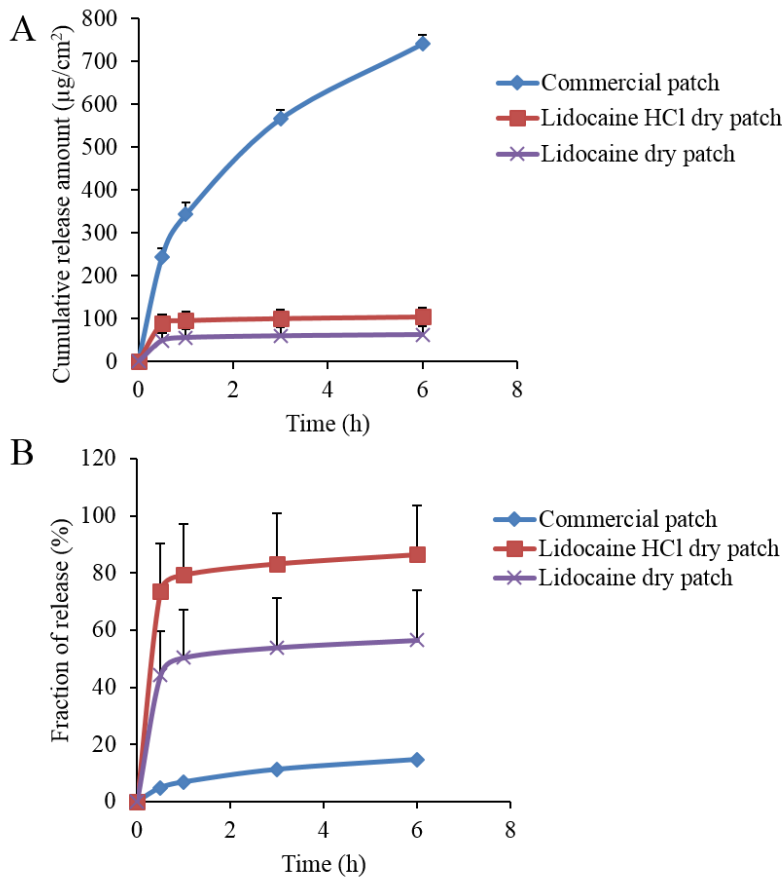 A
Cumulative release amount (μg/cm²)
800
700
600
500
400
300
200
100
0
0 2 4 6 8
Time (h)
Commercial patch
Lidocaine HCl dry patch
Lidocaine dry patch
B
Fraction of release (%)
120
100
80
60
40
20
0
0 2 4 6 8
Time (h)
Commercial patch
Lidocaine HCl dry patch
Lidocaine dry patch